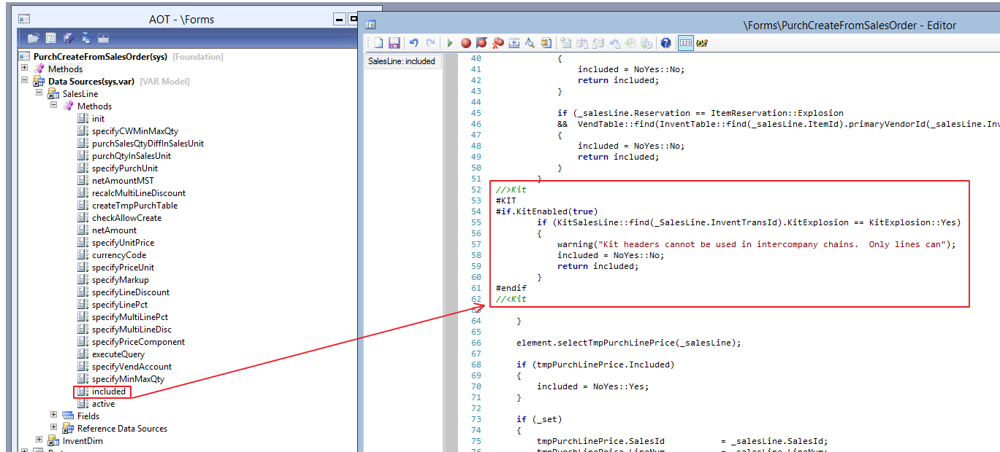 AOT - \Forms
PurchCreateFromSalesOrder(sys) [Foundation]
Methods
Data Sources(sys,var) [VAR Model]
SalesLine
Methods
init
specifyCWMinMaxQty
purchSalesQtyDiffInSalesUnit
purchQtyInSalesUnit
specifyPurchUnit
netAmountMST
recalcMultiLineDiscount
createTmpPurchTable
checkAllowCreate
netAmount
specifyUnitPrice
currencyCode
specifyPriceUnit
specifyMarkup
specifyLineDiscount
specifyLinePct
specifyMultiLinePct
specifyMultiLineDisc
specifyPriceComponent
executeQuery
specifyVendAccount
specifyMinMaxQty
included
active
Fields
Reference Data Sources
InventDim
\Forms\PurchCreateFromSalesOrder - Editor
123
SalesLine: included
40 {
41 included = NoYes::No;
42 return included;
43 }
44
45 if (_salesLine.Reservation == ItemReservation::Explosion
46 && VendTable::find(InventTable::find(_salesLine.ItemId).primaryVendorId(_salesLine.Inv
47 {
48 included = NoYes::No;
49 return included;
50 }
51 }
52 //>Kit
53 #KIT
54 #if.KitEnabled(true)
55 if (KitSalesLine::find(_SalesLine.InventTransId).KitExplosion == KitExplosion::Yes)
56 {
57 warning("Kit headers cannot be used in intercompany chains.  Only lines can");
58 included = NoYes::No;
59 return included;
60 }
61 #endif
62 //<Kit
63
64 }
65
66 element.selectTmpPurchLinePrice(_salesLine);
67
68 if (tmpPurchLinePrice.Included)
69 {
70 included = NoYes::Yes;
71 }
72
73 if (_set)
74 {
75 tmpPurchLinePrice.SalesId = _salesLine.SalesId;
76 tmpPurchLinePrice.LineNum = _salesLine.LineNum;